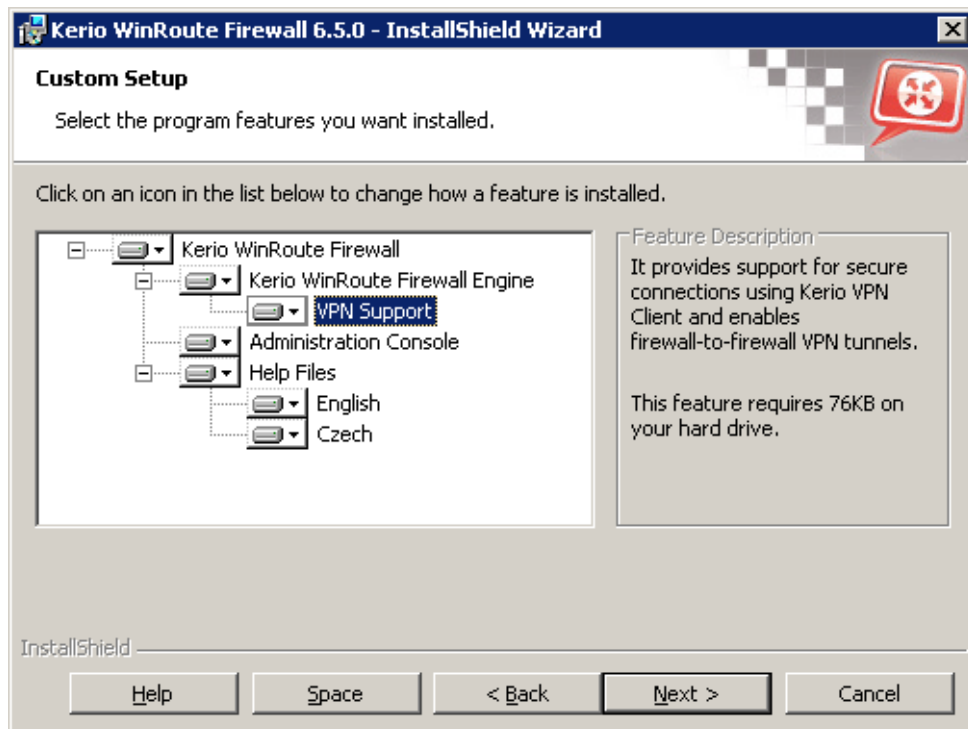 Kerio WinRoute Firewall 6.5.0 - InstallShield Wizard
Custom Setup
Select the program features you want installed.
Click on an icon in the list below to change how a feature is installed.
Kerio WinRoute Firewall
Kerio WinRoute Firewall Engine
VPN Support
Administration Console
Help Files
English
Czech
Feature Description
It provides support for secure
connections using Kerio VPN
Client and enables
firewall-to-firewall VPN tunnels.
This feature requires 76KB on
your hard drive.
InstallShield
Help
Space
< Back
Next >
Cancel